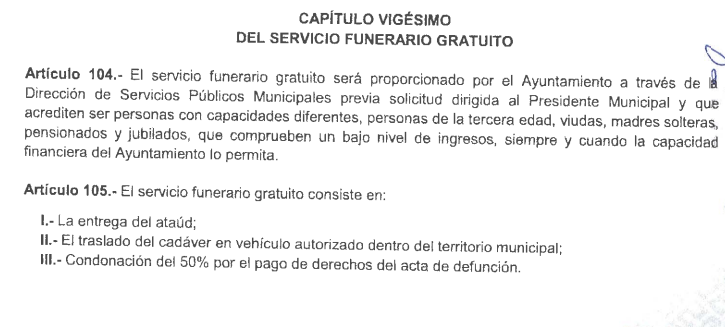 CAPÍTULO VIGÉSIMO
DEL SERVICIO FUNERARIO GRATUITO
Artículo 104.- El servicio funerario gratuito será proporcionado por el Ayuntamiento a través de la
Dirección de Servicios Públicos Municipales previa solicitud dirigida al Presidente Municipal y que
acrediten ser personas con capacidades diferentes, personas de la tercera edad, viudas, madres solteras,
pensionados y jubilados, que comprueben un bajo nivel de ingresos, siempre y cuando la capacidad
financiera del Ayuntamiento lo permita.
Artículo 105.- El servicio funerario gratuito consiste en:
I.- La entrega del ataúd;
II.- El traslado del cadáver en vehículo autorizado dentro del territorio municipal;
III.- Condonación del 50% por el pago de derechos del acta de defunción.